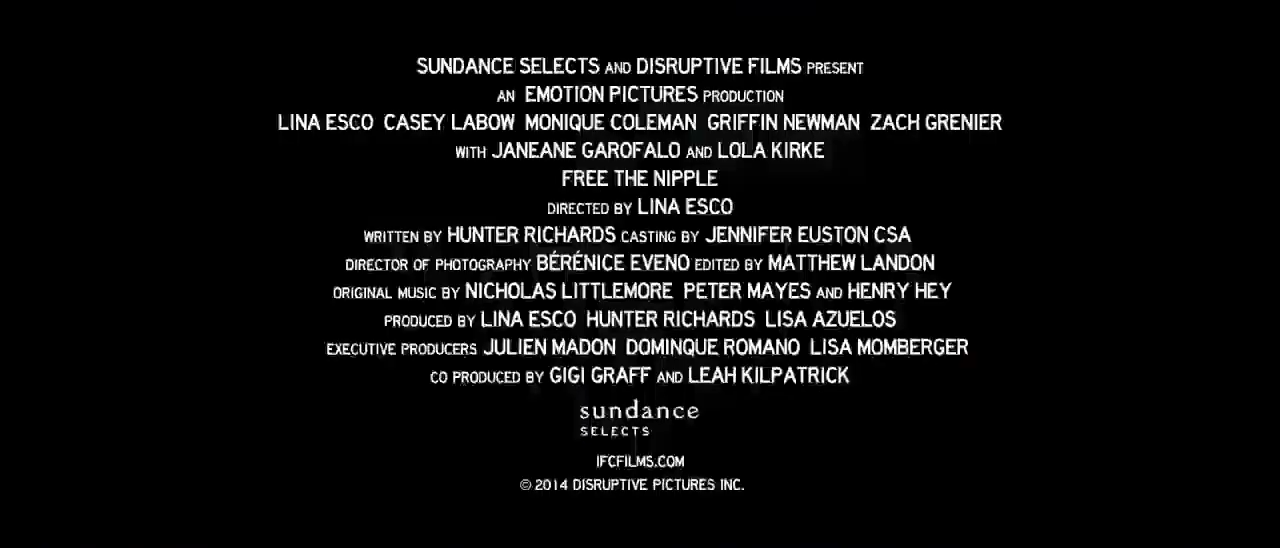 SUNDANCE SELECTS AND DISRUPTIVE FILMS PRESENT
AN EMOTION PICTURES PRODUCTION
LINA ESCO CASEY LABOW MONIQUE COLEMAN GRIFFIN NEWMAN ZACH GRENIER
WITH JANEANE GAROFALO AND LOLA KIRKE
FREE THE NIPPLE
DIRECTED BY LINA ESCO
WRITTEN BY HUNTER RICHARDS CASTING BY JENNIFER EUSTON CSA
DIRECTOR OF PHOTOGRAPHY BÉRÉNICE EVENO EDITED BY MATTHEW LANDON
ORIGINAL MUSIC BY NICHOLAS LITTLEMORE PETER MAYES AND HENRY HEY
PRODUCED BY LINA ESCO HUNTER RICHARDS LISA AZUELOS
EXECUTIVE PRODUCERS JULIEN MADON DOMINQUE ROMANO LISA MOMBERGER
CO PRODUCED BY GIGI GRAFF AND LEAH KILPATRICK
sundance
SELECTS
IFCFILMS.COM
© 2014 DISRUPTIVE PICTURES INC.